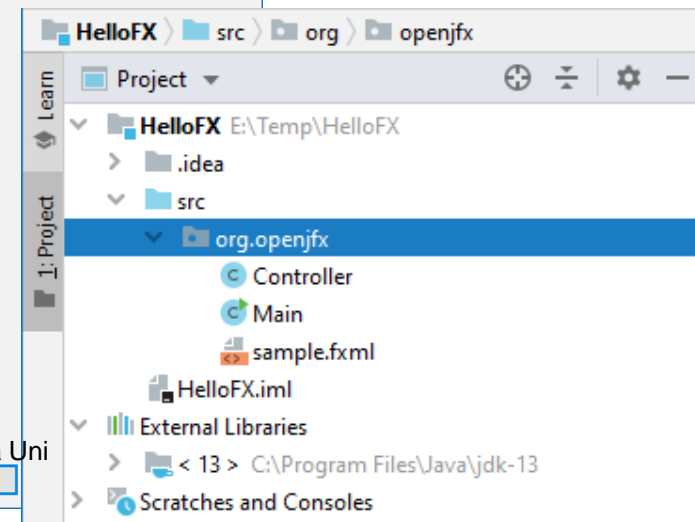 HelloFX src org openjfx
Learn
1: Project
Project
HelloFX E:\Temp\HelloFX
.idea
src
org.openjfx
Controller
Main
sample.fxml
HelloFX.iml
External Libraries
Uni
< 13 > C:\Program Files\Java\jdk-13
Scratches and Consoles